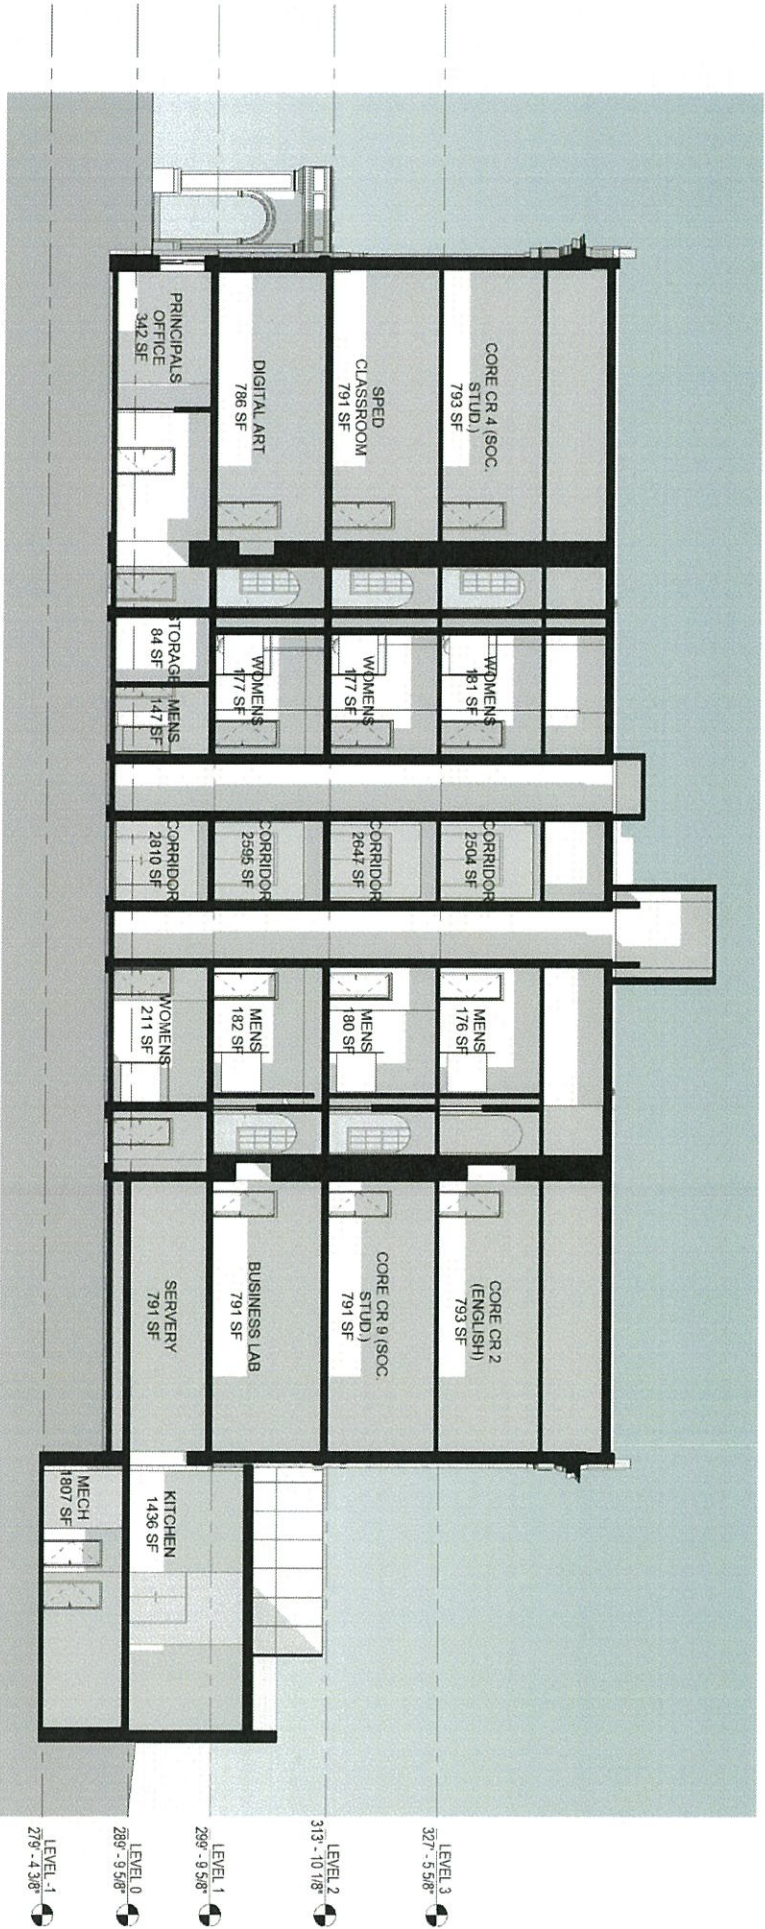 CORE CR 4 (SOC.
STUD.)
793 SF
WOMENS
181 SF
CORRIDOR
2504 SF
MENS
176 SF
CORE CR 2
(ENGLISH)
793 SF
SPED
CLASSROOM
791 SF
WOMENS
177 SF
CORRIDOR
2647 SF
MENS
180 SF
CORE CR 9 (SOC.
STUD.)
791 SF
DIGITAL ART
786 SF
WOMENS
177 SF
CORRIDOR
2595 SF
MENS
182 SF
BUSINESS LAB
791 SF
PRINCIPALS
OFFICE
342 SF
STORAGE
84 SF
MENS
147 SF
CORRIDOR
2810 SF
WOMENS
211 SF
SERVERY
791 SF
KITCHEN
1436 SF
MECH
1807 SF
LEVEL 3
327' - 5 5/8"
LEVEL 2
313' - 10 1/8"
LEVEL 1
299' - 9 5/8"
LEVEL 0
289' - 9 5/8"
LEVEL -1
279' - 4 3/8"